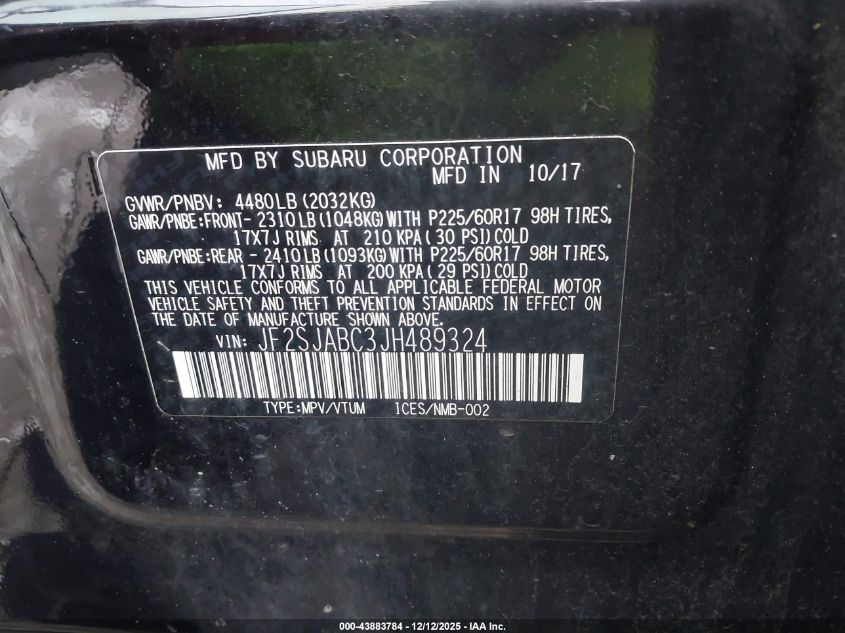 MFD BY SUBARU CORPORATION
MFD IN 10/17
GVWR/PNBV: 4480LB(2032KG)
GAWR/PNBE:FRONT- 2310LB(1048KG)WITH P225/60R17 98H TIRES,
17X7J RIMS AT 210 KPA(30 PSI)COLD
GAWR/PNBE:REAR - 2410LB(1093KG)WITH P225/60R17 98H TIRES,
17X7J RIMS AT 200 KPA(29 PSI)COLD
THIS VEHICLE CONFORMS TO ALL APPLICABLE FEDERAL MOTOR
VEHICLE SAFETY AND THEFT PREVENTION STANDARDS IN EFFECT ON
THE DATE OF MANUFACTURE SHOWN ABOVE.
VIN: JF2SJABC3JH489324
TYPE:MPV/VTUM ICES/NMB-002
000-43883784 - 12/12/2025 - IAA Inc.